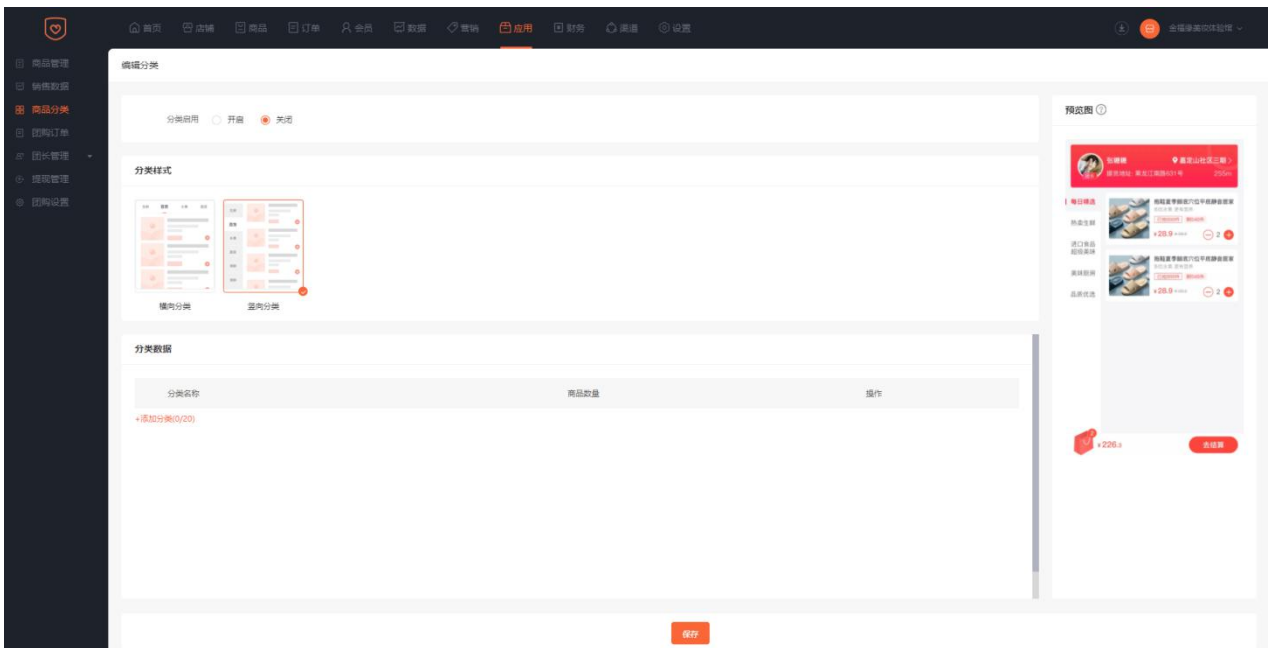 首页 店铺 商品 订单 会员 数据 营销 应用 财务 渠道 设置
商品管理
销售数据
商品分类
团购订单
团长管理
提现管理
团购设置
编辑分类
分类启用 开启 关闭
分类样式
横向分类 竖向分类
分类数据
分类名称 商品数量 操作
+添加分类(0/20)
保存
预览图
每日精选
热卖生鲜
进口食品
超级美味
美味厨房
品质优选
¥28.9
2
¥28.9
2
¥226.
去结算